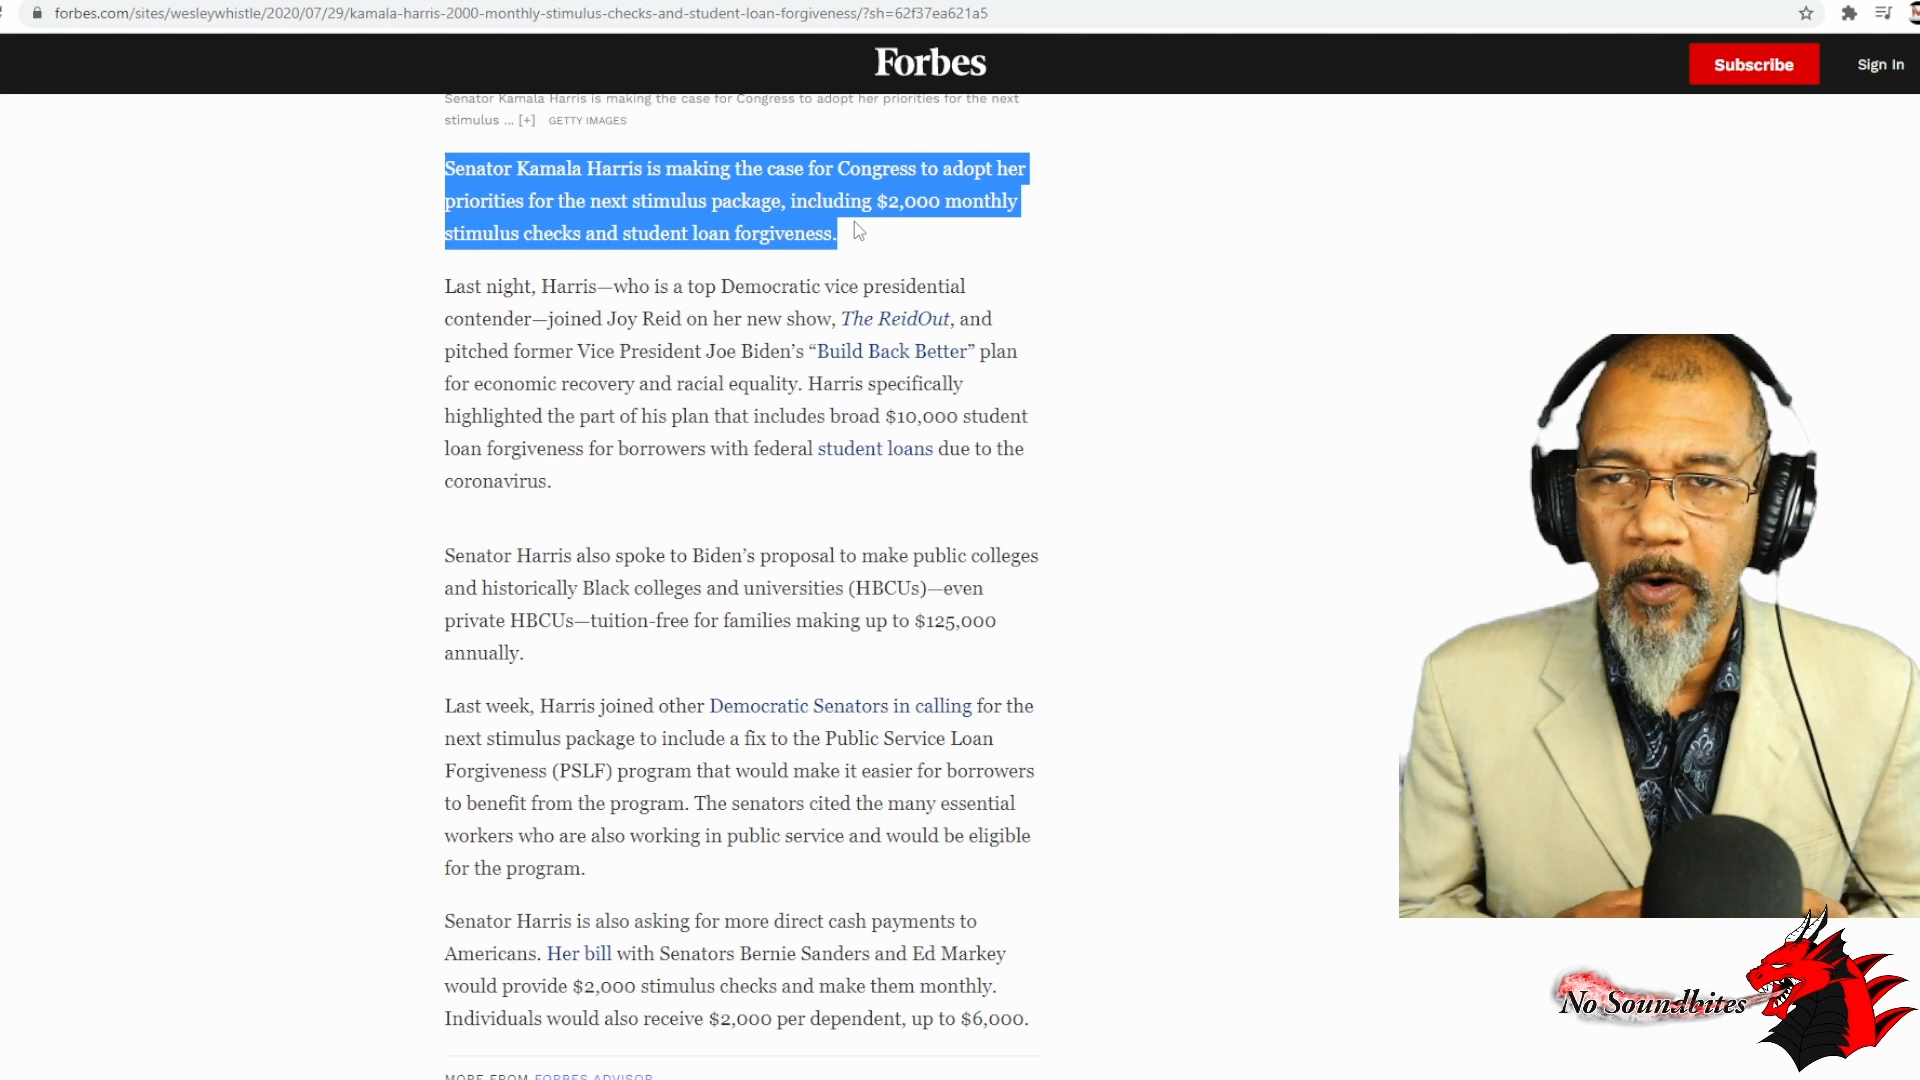 forbes.com/sites/wesleywhistle/2020/07/29/kamala-harris-2000-monthly-stimulus-checks-and-student-loan-forgiveness/?sh=62f37ea621a5
Forbes
Subscribe
Sign In
Senator Kamala Harris is making the case for Congress to adopt her priorities for the next
stimulus ... [+] GETTY IMAGES
Senator Kamala Harris is making the case for Congress to adopt her
priorities for the next stimulus package, including $2,000 monthly
stimulus checks and student loan forgiveness.
Last night, Harris—who is a top Democratic vice presidential
contender—joined Joy Reid on her new show, The ReidOut, and
pitched former Vice President Joe Biden’s “Build Back Better” plan
for economic recovery and racial equality. Harris specifically
highlighted the part of his plan that includes broad $10,000 student
loan forgiveness for borrowers with federal student loans due to the
coronavirus.
Senator Harris also spoke to Biden’s proposal to make public colleges
and historically Black colleges and universities (HBCUs)—even
private HBCUs—tuition-free for families making up to $125,000
annually.
Last week, Harris joined other Democratic Senators in calling for the
next stimulus package to include a fix to the Public Service Loan
Forgiveness (PSLF) program that would make it easier for borrowers
to benefit from the program. The senators cited the many essential
workers who are also working in public service and would be eligible
for the program.
Senator Harris is also asking for more direct cash payments to
Americans. Her bill with Senators Bernie Sanders and Ed Markey
would provide $2,000 stimulus checks and make them monthly.
Individuals would also receive $2,000 per dependent, up to $6,000.
MORE FROM FORBES ADVISOR
No Soundbites